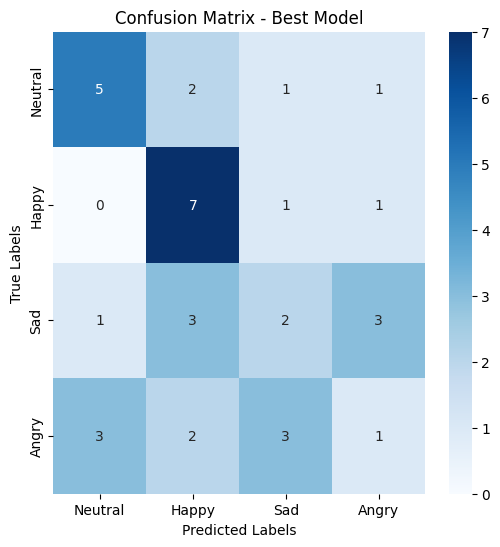 Confusion Matrix - Best Model
True Labels
Neutral 5 2 1 1
Happy 0 7 1 1
Sad 1 3 2 3
Angry 3 2 3 1
Neutral Happy Sad Angry
Predicted Labels
7
6
5
4
3
2
1
0